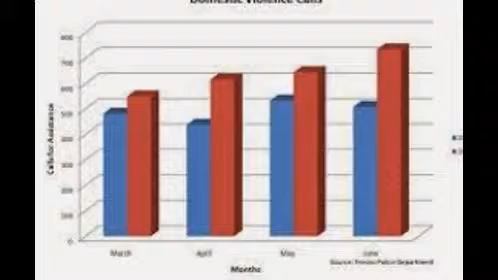 Domestic Violence Calls
800
700
600
500
400
300
200
100
0
Calls for Assistance
March April May June
Months
Source: Fresno Police Department